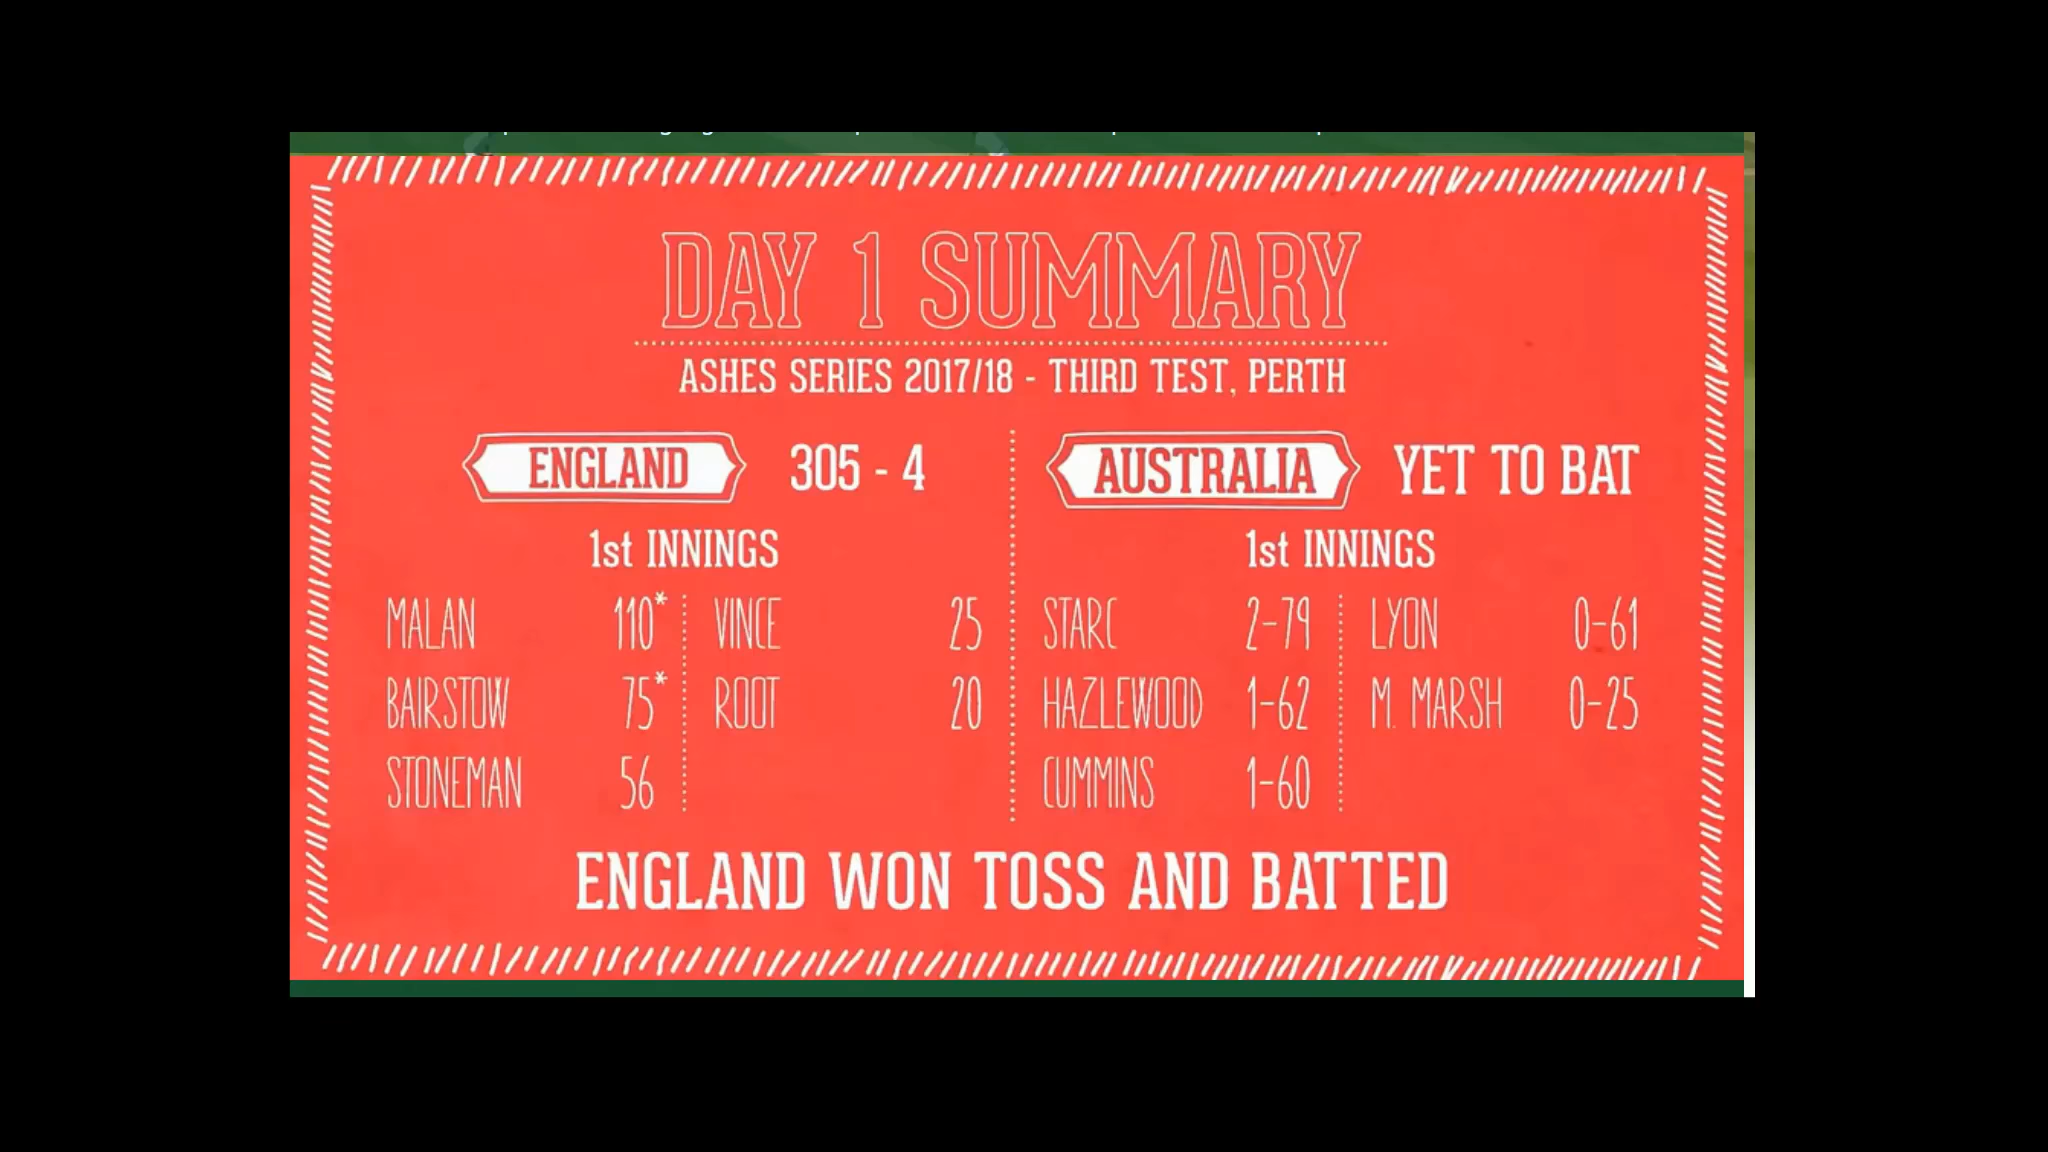 DAY 1 SUMMARY
ASHES SERIES 2017/18 - THIRD TEST, PERTH
ENGLAND 305 - 4
1st INNINGS
MALAN 110* VINCE 25
BAIRSTOW 75* ROOT 20
STONEMAN 56
AUSTRALIA YET TO BAT
1st INNINGS
STARC 2-79 LYON 0-61
HAZLEWOOD 1-62 M. MARSH 0-25
CUMMINS 1-60
ENGLAND WON TOSS AND BATTED